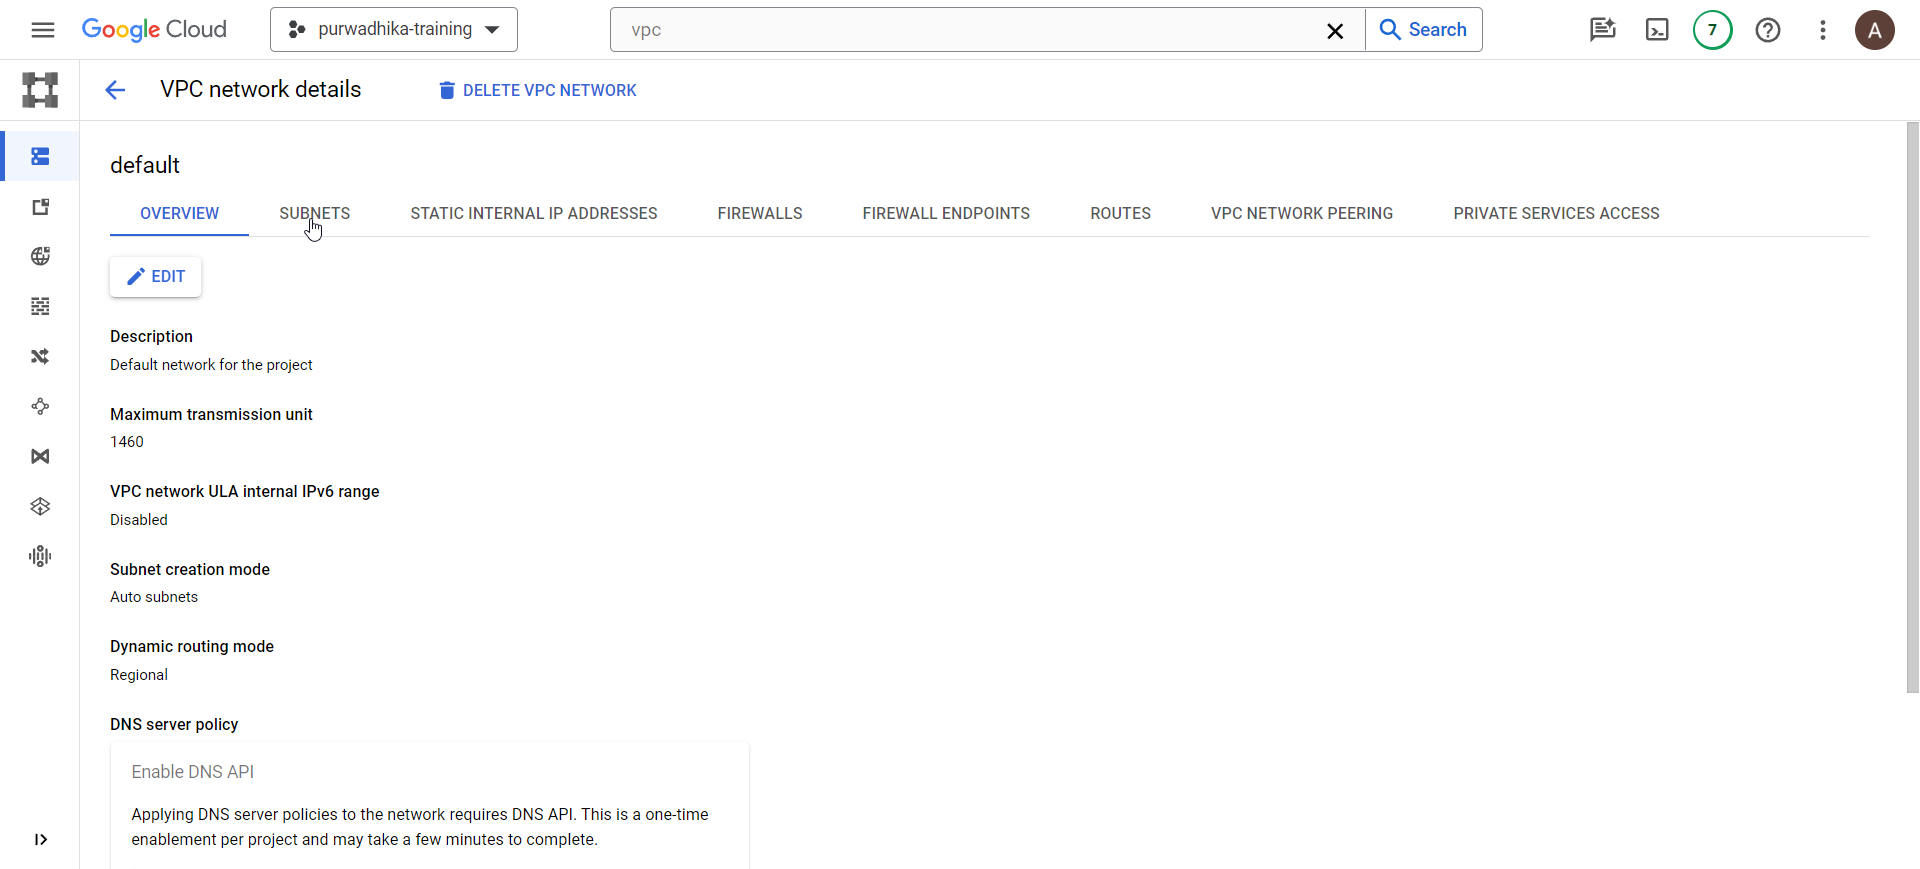 Google Cloud
purwadhika-training
vpc
Search
7
A
VPC network details
DELETE VPC NETWORK
default
OVERVIEW
SUBNETS
STATIC INTERNAL IP ADDRESSES
FIREWALLS
FIREWALL ENDPOINTS
ROUTES
VPC NETWORK PEERING
PRIVATE SERVICES ACCESS
EDIT
Description
Default network for the project
Maximum transmission unit
1460
VPC network ULA internal IPv6 range
Disabled
Subnet creation mode
Auto subnets
Dynamic routing mode
Regional
DNS server policy
Enable DNS API
Applying DNS server policies to the network requires DNS API. This is a one-time
enablement per project and may take a few minutes to complete.